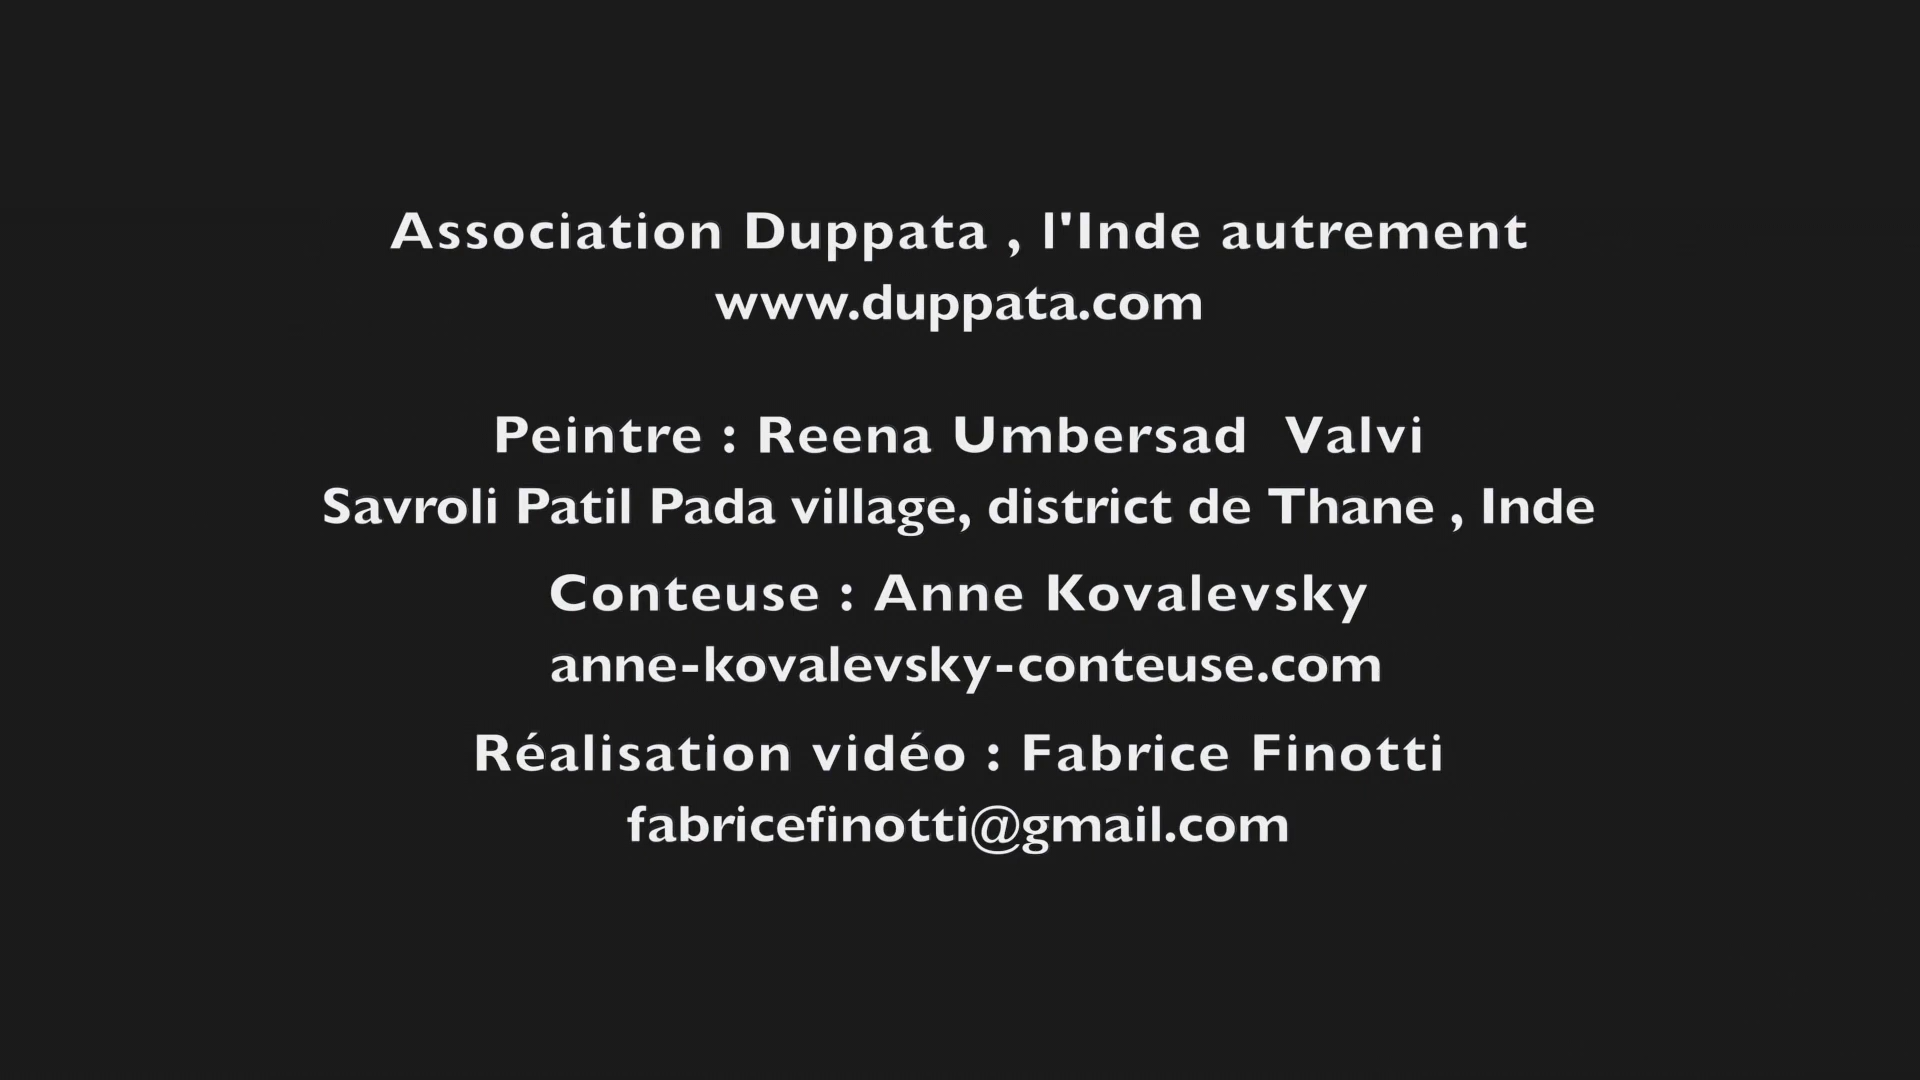 Association Duppata , l'Inde autrement
www.duppata.com
Peintre : Reena Umbersad  Valvi
Savroli Patil Pada village, district de Thane , Inde
Conteuse : Anne Kovalevsky
anne-kovalevsky-conteuse.com
Réalisation vidéo : Fabrice Finotti
fabricefinotti@gmail.com